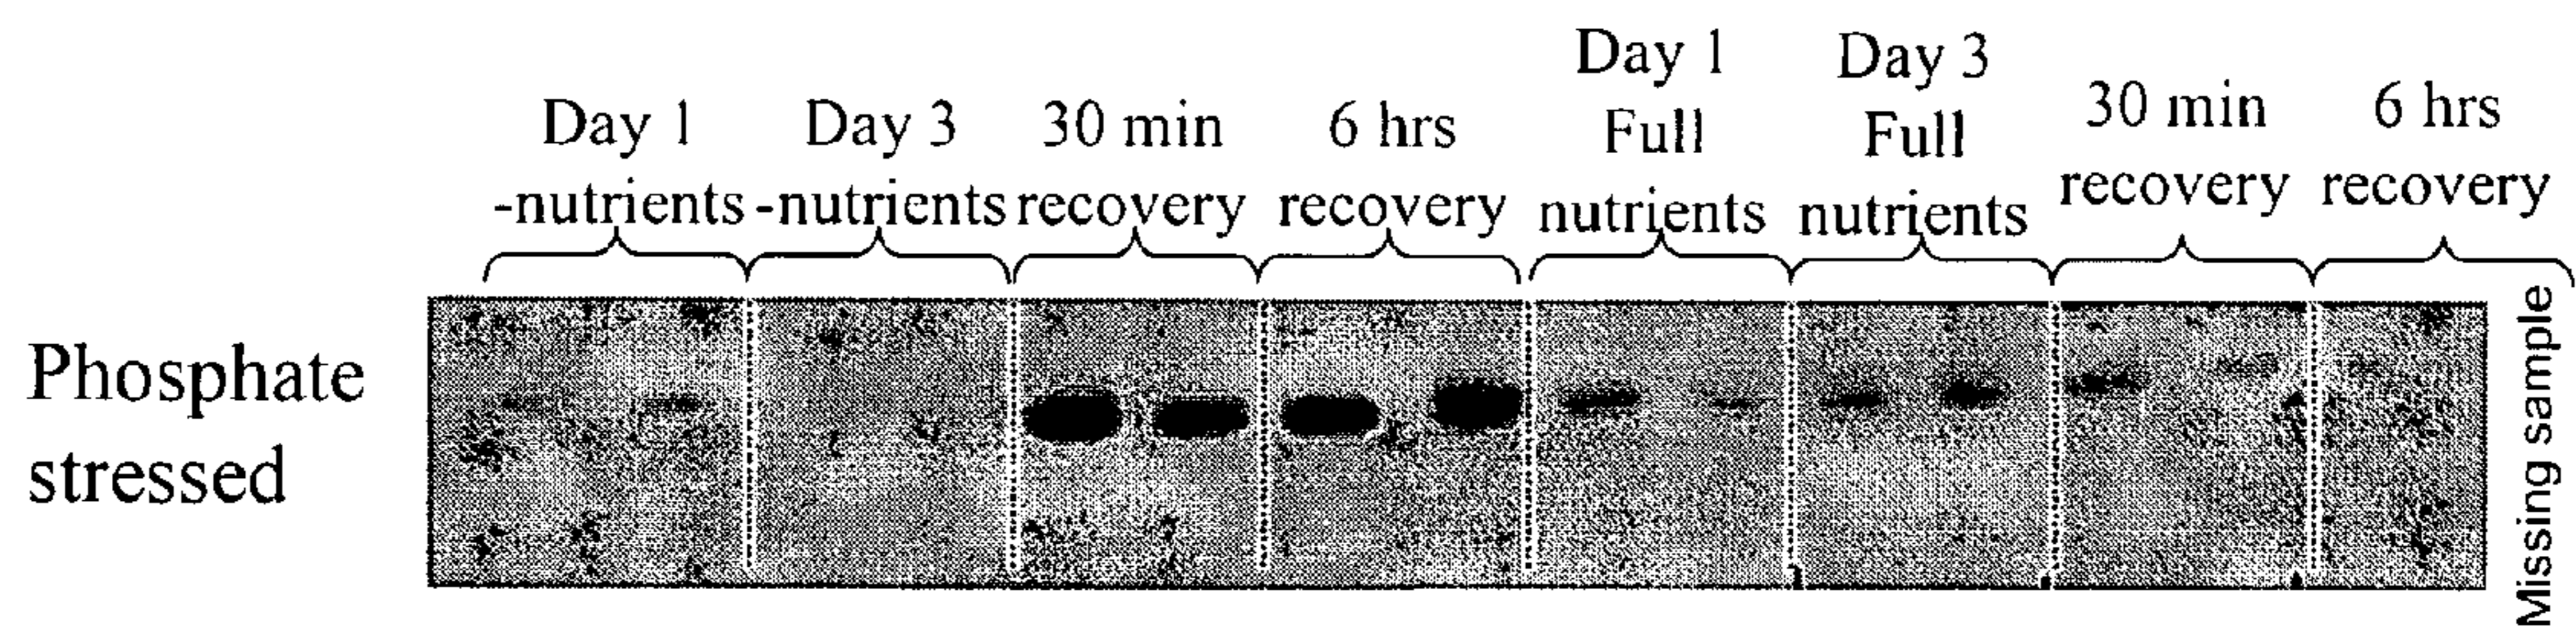 Day 1
-nutrients
Day 3
-nutrients
30 min
recovery
6 hrs
recovery
Day 1
Full
nutrients
Day 3
Full
nutrients
30 min
recovery
6 hrs
recovery
Phosphate
stressed
Missing sample